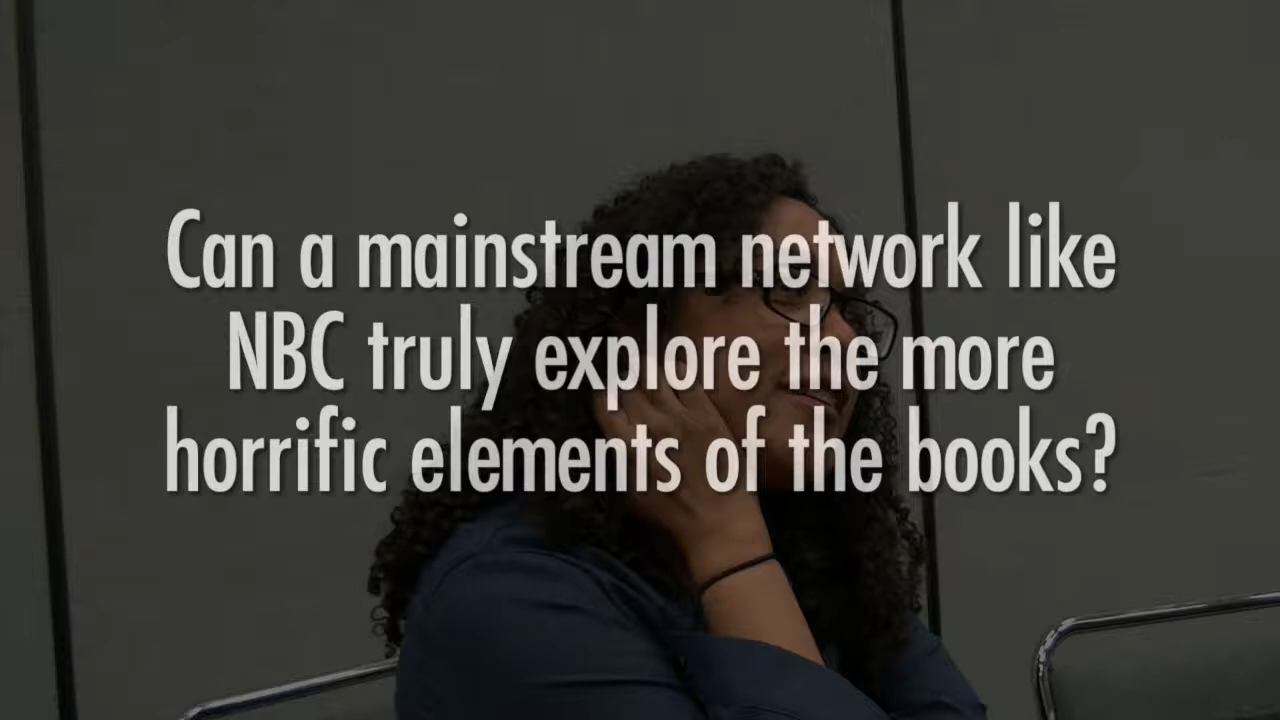 Can a mainstream network like
NBC truly explore the more
horrific elements of the books?